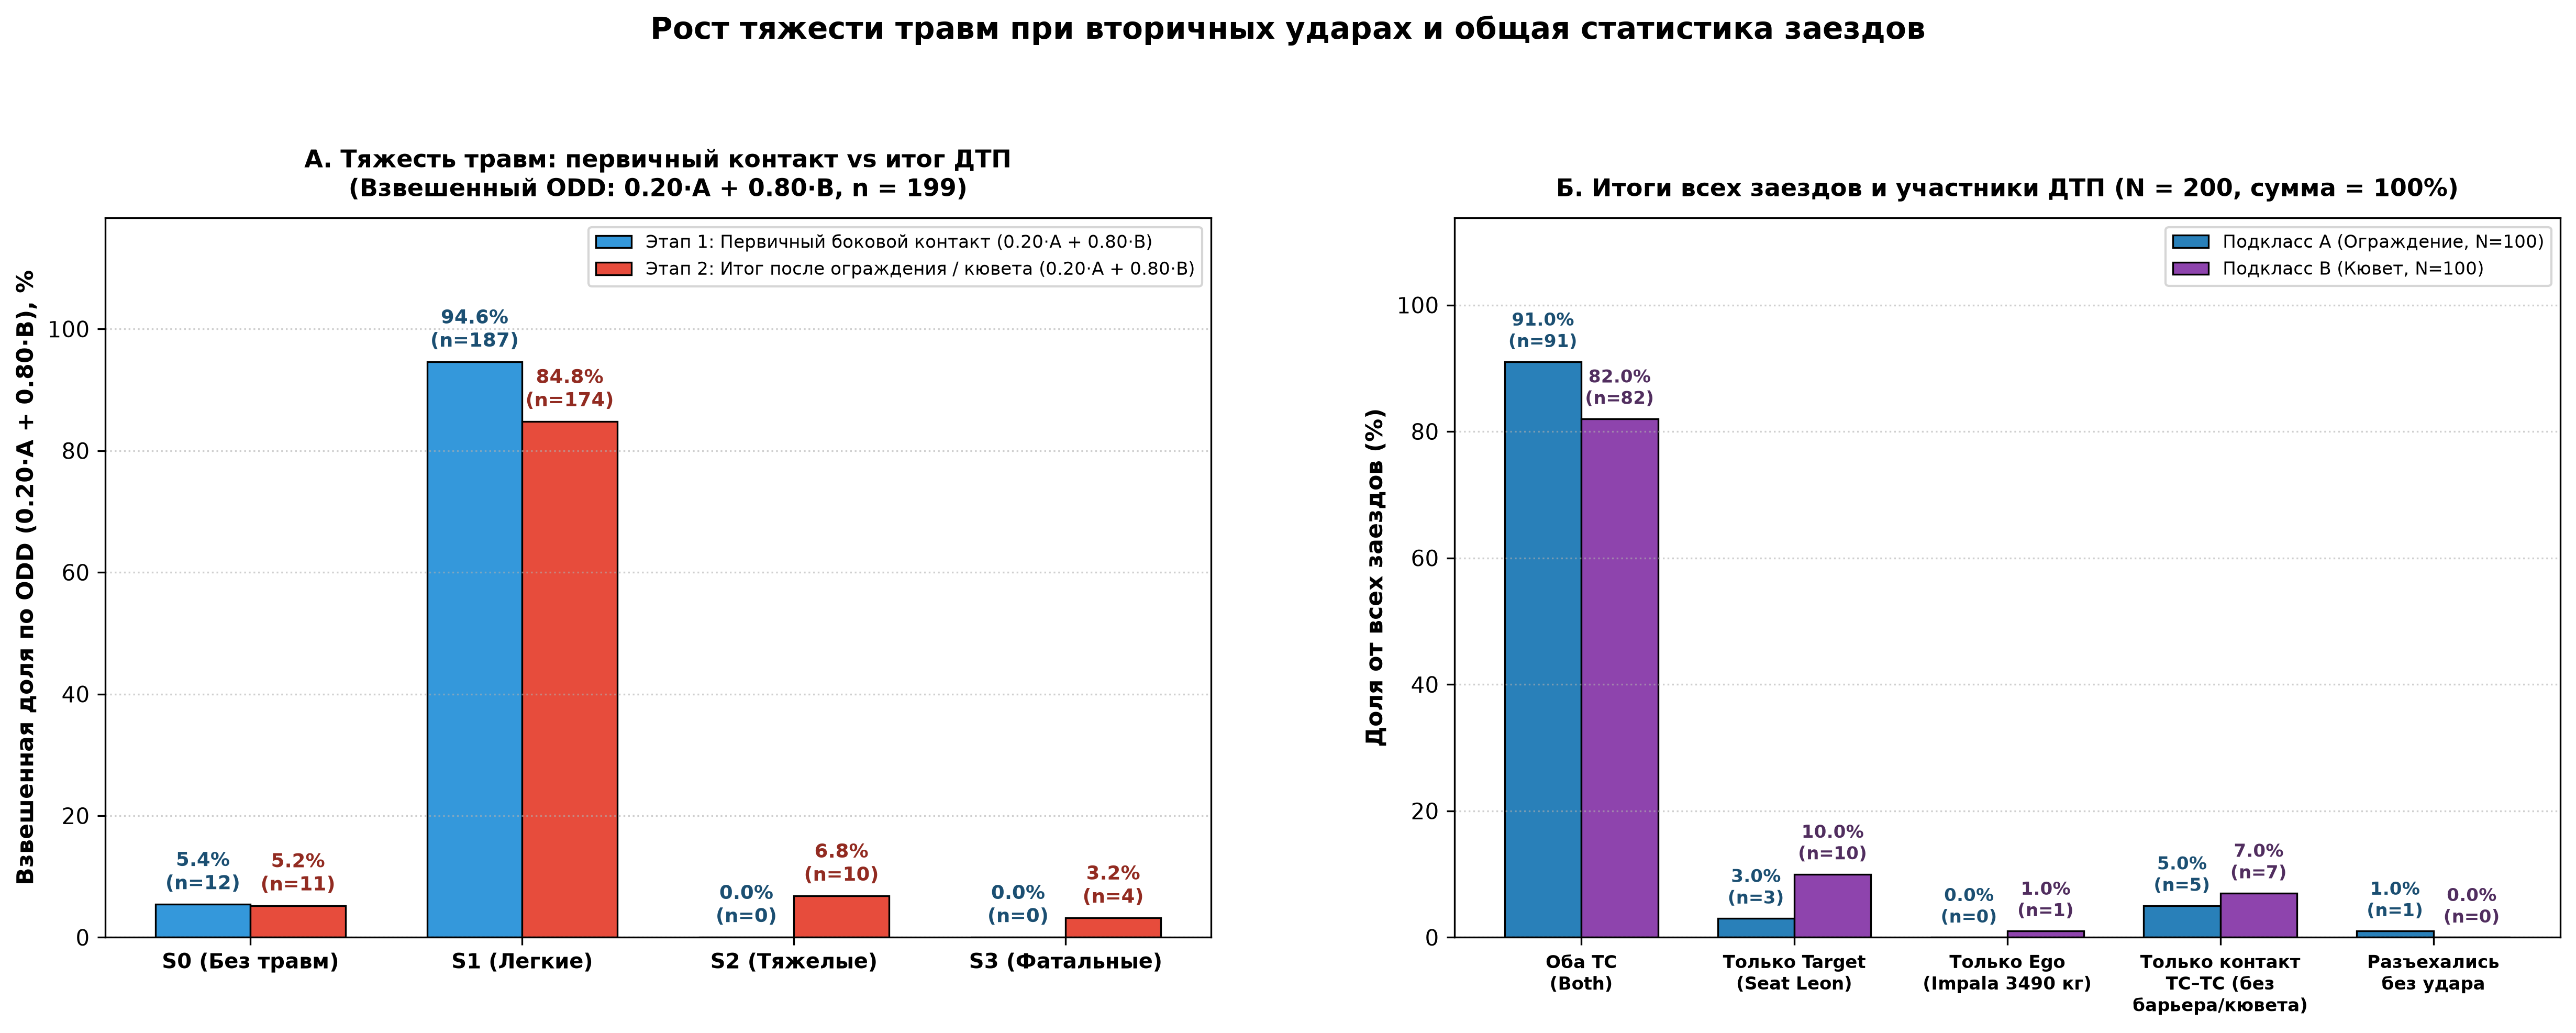 Рост тяжести травм при вторичных ударах и общая статистика заездов
А. Тяжесть травм: первичный контакт vs итог ДТП
(Взвешенный ODD: 0.20·А + 0.80·В, n = 199)
Взвешенная доля по ODD (0.20·А + 0.80·В), %
100
80
60
40
20
0
Этап 1: Первичный боковой контакт (0.20·А + 0.80·В)
Этап 2: Итог после ограждения / кювета (0.20·А + 0.80·В)
94.6%
(n=187)
84.8%
(n=174)
5.4%
(n=12)
5.2%
(n=11)
0.0%
(n=0)
6.8%
(n=10)
0.0%
(n=0)
3.2%
(n=4)
S0 (Без травм)
S1 (Легкие)
S2 (Тяжелые)
S3 (Фатальные)
Б. Итоги всех заездов и участники ДТП (N = 200, сумма = 100%)
Доля от всех заездов (%)
100
80
60
40
20
0
Подкласс А (Ограждение, N=100)
Подкласс В (Кювет, N=100)
91.0%
(n=91)
82.0%
(n=82)
3.0%
(n=3)
10.0%
(n=10)
0.0%
(n=0)
1.0%
(n=1)
5.0%
(n=5)
7.0%
(n=7)
1.0%
(n=1)
0.0%
(n=0)
Оба ТС
(Both)
Только Target
(Seat Leon)
Только Ego
(Impala 3490 кг)
Только контакт
ТС–ТС (без
барьера/кювета)
Разъехались
без удара